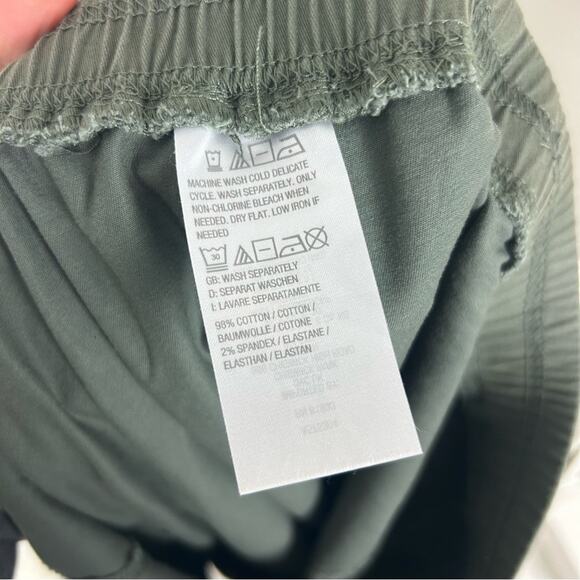 MACHINE WASH COLD DELICATE
CYCLE. WASH SEPARATELY. ONLY
NON-CHLORINE BLEACH WHEN
NEEDED. DRY FLAT. LOW IRON IF
NEEDED
30
GB: WASH SEPARATELY
D: SEPARAT WASCHEN
I: LAVARE SEPARATAMENTE
98% COTTON / COTTON /
BAUMWOLLE / COTONE
2% SPANDEX / ELASTANE /
ELASTHAN / ELASTAN